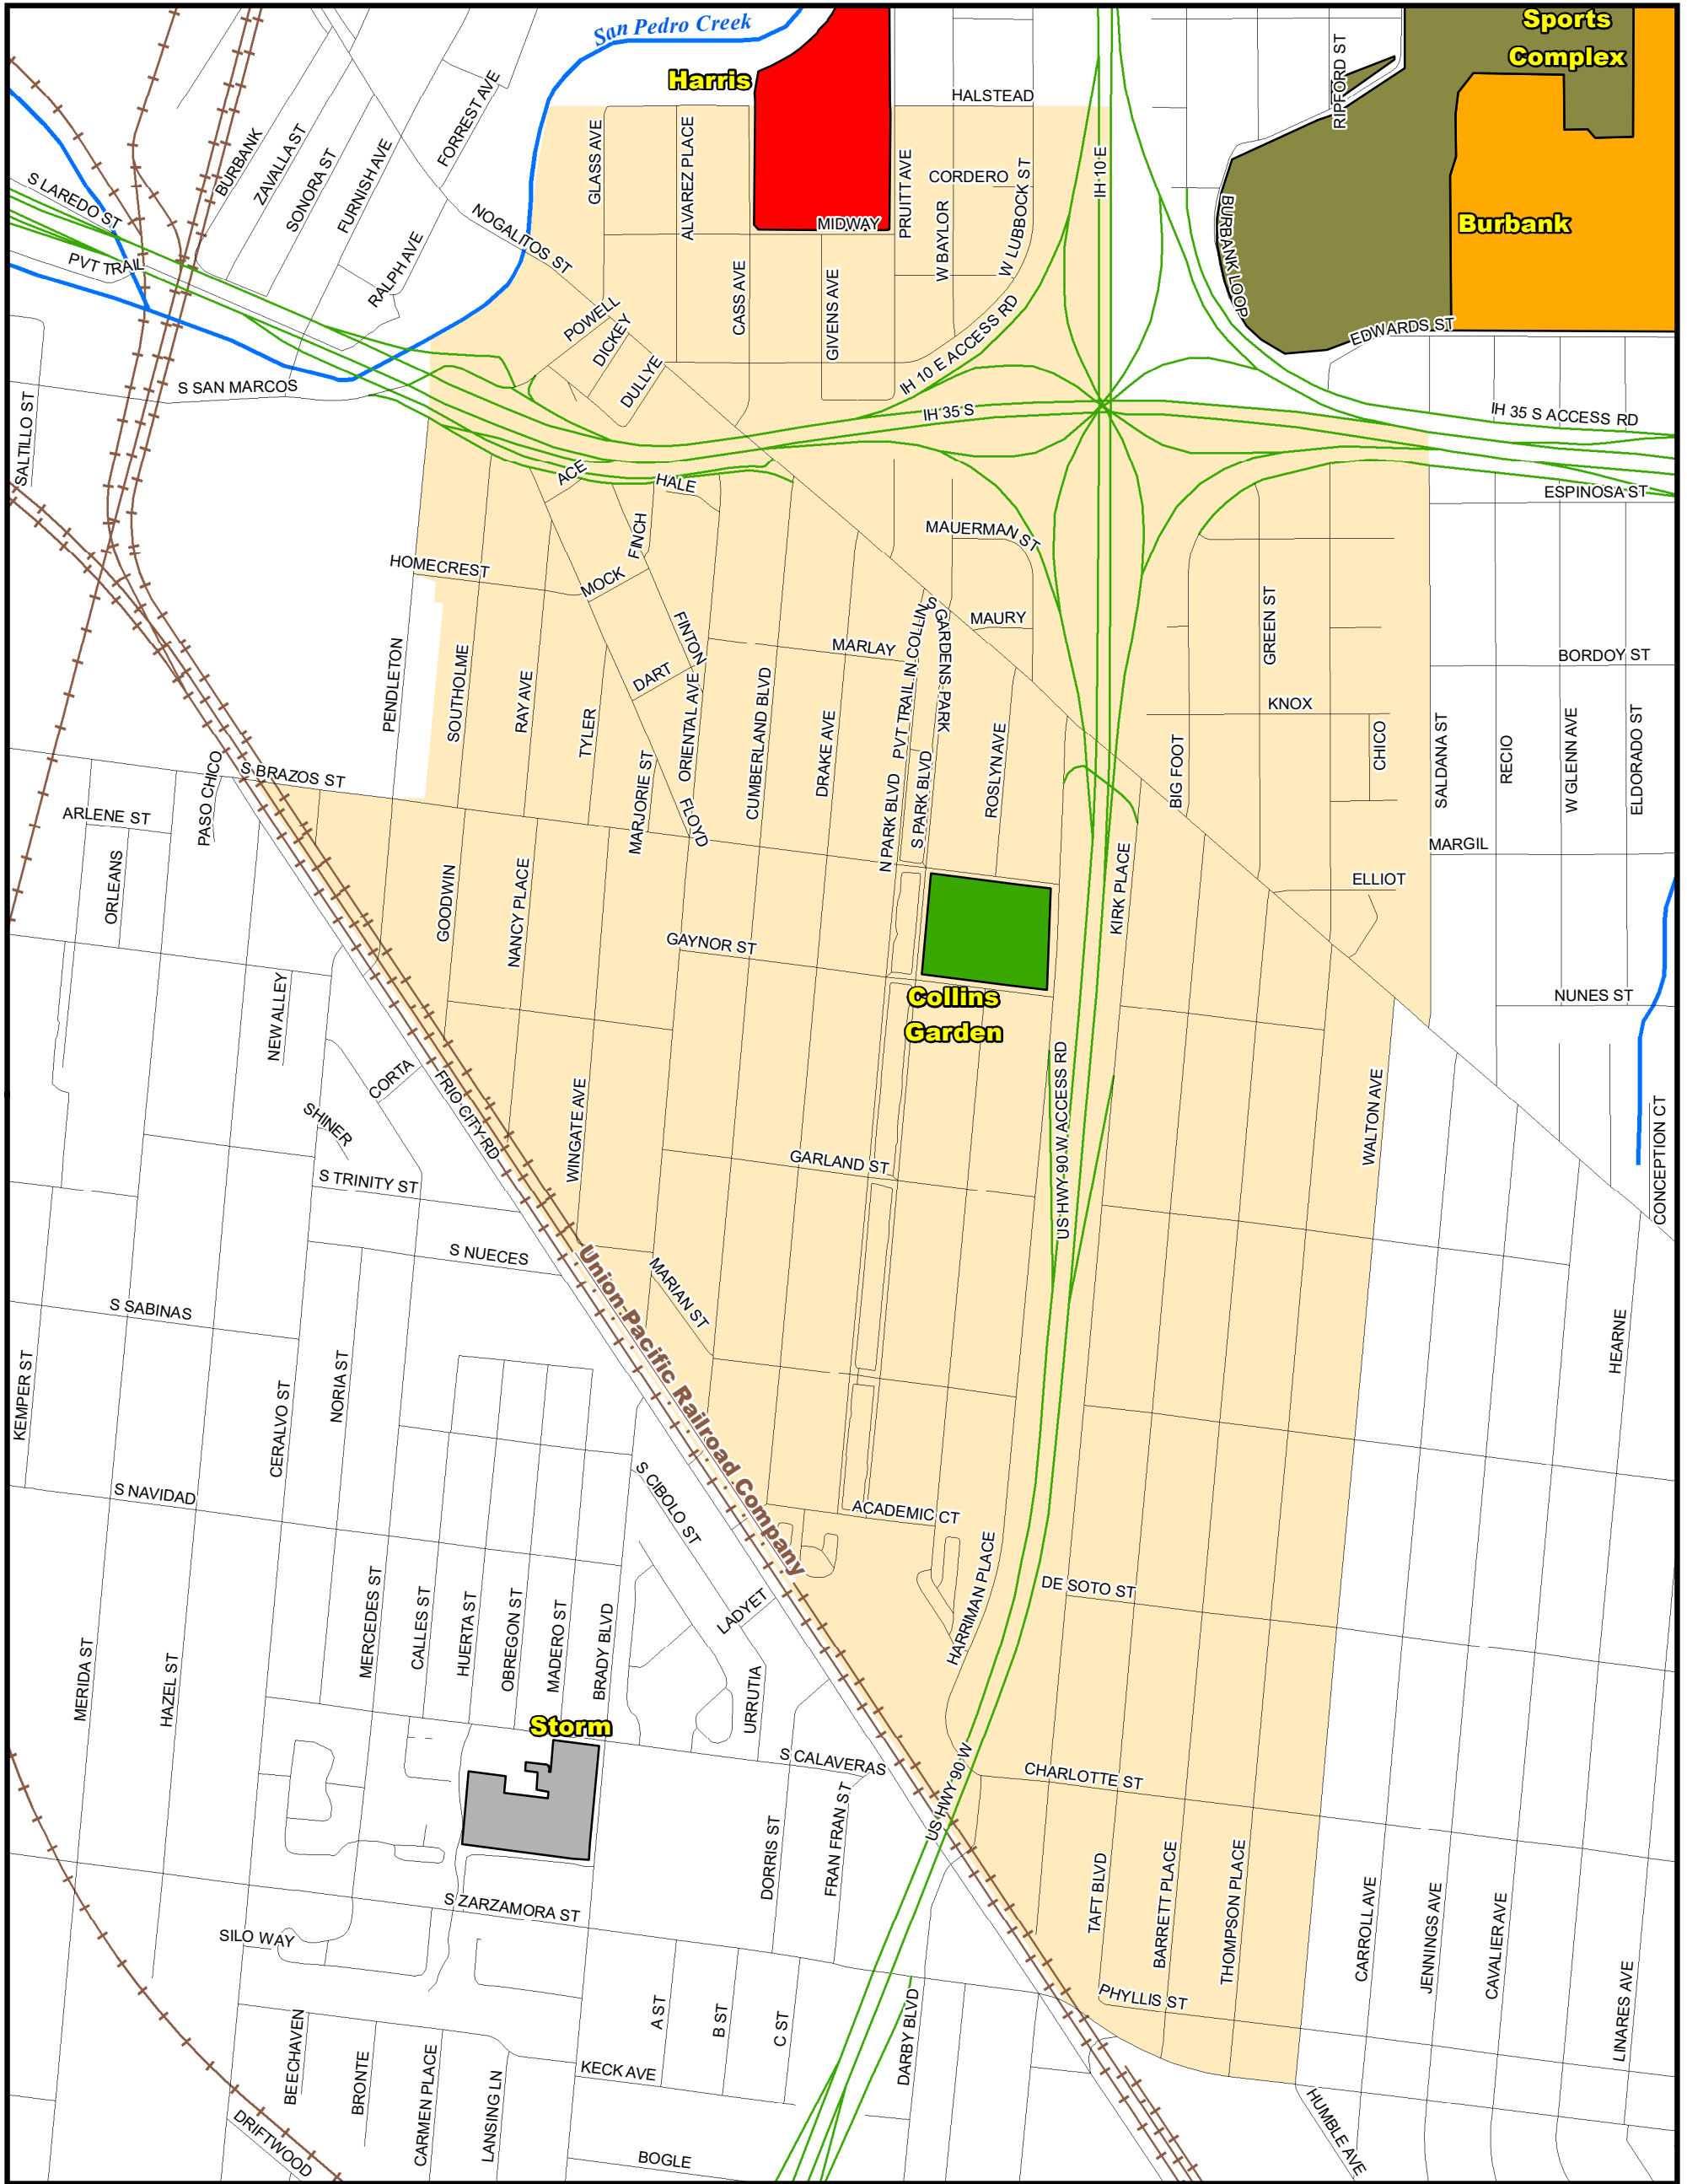 San Pedro Creek
Sports
Complex
Harris
HALSTEAD
RIPFORD ST
FORREST AVE
BURBANK
ZAVALLA ST
SONORA ST
FURNISH AVE
GLASS AVE
ALVAREZ PLACE
PRUITT AVE
CORDERO
IH 10 E
S LAREDO ST
NOGALITOS ST
MIDWAY
W BAYLOR
W LUBBOCK ST
BURBANK LOOP
Burbank
PVT TRAIL
RALPH AVE
CASS AVE
GIVENS AVE
POWELL
DICKEY
DULLYE
IH 10 E ACCESS RD
EDWARDS ST
S SAN MARCOS
IH 35 S
IH 35 S ACCESS RD
SALTILLO ST
ACE
HALE
ESPINOSA ST
FINCH
MAUERMAN ST
HOMECREST
MOCK
MAURY
GREEN ST
PENDLETON
SOUTHOLME
RAY AVE
TYLER
FINTON
DART
MARLAY
PVT TRAIL IN COLLINS
GARDENS PARK
BORDOY ST
ORIENTAL AVE
CUMBERLAND BLVD
DRAKE AVE
ROSLYN AVE
KNOX
CHICO
SALDANA ST
RECIO
W GLENN AVE
ELDORADO ST
PASO CHICO
S BRAZOS ST
MARJORIE ST
FLOYD
N PARK BLVD
S PARK BLVD
BIG FOOT
ARLENE ST
MARGIL
ORLEANS
GOODWIN
NANCY PLACE
KIRK PLACE
ELLIOT
GAYNOR ST
Collins
Garden
NEW ALLEY
NUNES ST
CORTA
FRIO CITY RD
SHINER
WINGATE AVE
US HWY 90 W ACCESS RD
WALTON AVE
CONCEPTION CT
S TRINITY ST
GARLAND ST
S NUECES
MARIAN ST
Union Pacific Railroad Company
S SABINAS
KEMPER ST
CERALVO ST
NORIA ST
HEARNE
S NAVIDAD
S CIBOLO ST
ACADEMIC CT
HARRIMAN PLACE
DE SOTO ST
MERCEDES ST
CALLES ST
HUERTA ST
OBREGON ST
MADERO ST
BRADY BLVD
LADYET
MERIDA ST
HAZEL ST
URRUTIA
Storm
S CALAVERAS
US HWY 90 W
CHARLOTTE ST
DORRIS ST
FRAN FRAN ST
TAFT BLVD
BARRETT PLACE
THOMPSON PLACE
CARROLL AVE
JENNINGS AVE
CAVALIER AVE
LINARES AVE
S ZARZAMORA ST
SILO WAY
PHYLLIS ST
A ST
B ST
C ST
DARBY BLVD
BEECHAVEN
BRONTE
CARMEN PLACE
LANSING LN
KECK AVE
DRIFTWOOD
HUMBLE AVE
BOGLE